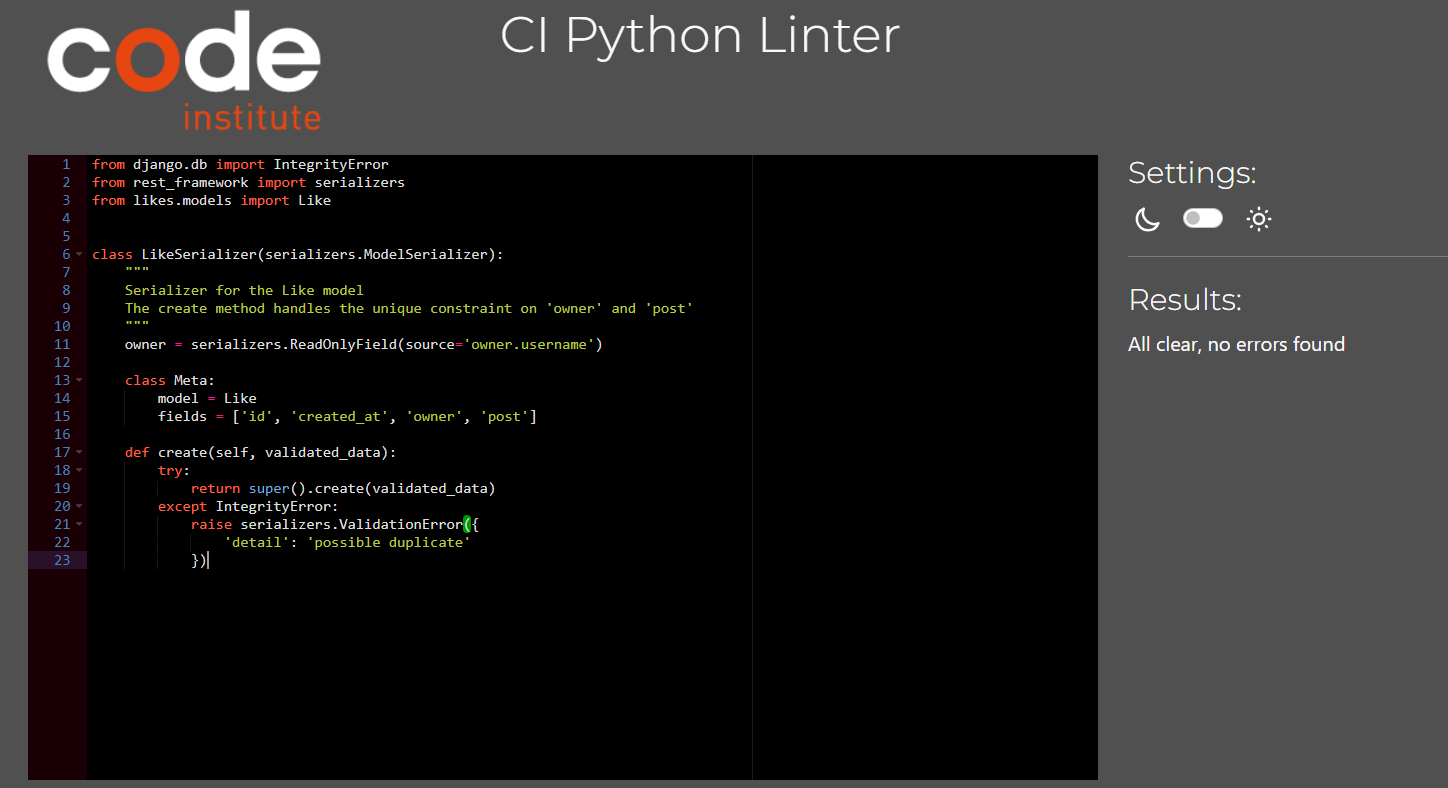 code
institute
CI Python Linter
1 from django.db import IntegrityError
2 from rest_framework import serializers
3 from likes.models import Like
4
5
6 class LikeSerializer(serializers.ModelSerializer):
7     """
8     Serializer for the Like model
9     The create method handles the unique constraint on 'owner' and 'post'
10     """
11     owner = serializers.ReadOnlyField(source='owner.username')
12
13     class Meta:
14         model = Like
15         fields = ['id', 'created_at', 'owner', 'post']
16
17     def create(self, validated_data):
18         try:
19             return super().create(validated_data)
20         except IntegrityError:
21             raise serializers.ValidationError({
22                 'detail': 'possible duplicate'
23             })
Settings:
Results:
All clear, no errors found